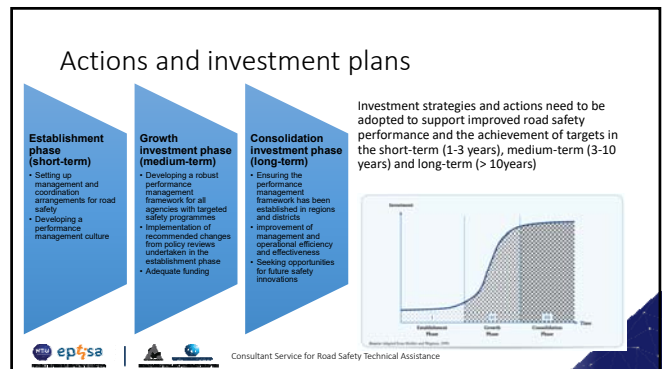 Actions and investment plans
Establishment
phase
(short-term)
• Setting up
management and
coordination
arrangements for road
safety
• Developing a
performance
management culture
Growth
investment phase
(medium-term)
• Developing a robust
performance
management
framework for all
agencies with targeted
safety programmes
• Implementation of
recommended changes
from policy reviews
undertaken in the
establishment phase
• Adequate funding
Consolidation
investment phase
(long-term)
• Ensuring the
performance
management
framework has been
established in regions
and districts
• improvement of
management and
operational efficiency
and effectiveness
• Seeking opportunities
for future safety
innovations
Investment strategies and actions need to be
adopted to support improved road safety
performance and the achievement of targets in
the short-term (1-3 years), medium-term (3-10
years) and long-term (> 10years)
Investment
Time
Establishment
Phase
Growth
Phase
Consolidation
Phase
NTU
eptisa
Consultant Service for Road Safety Technical Assistance